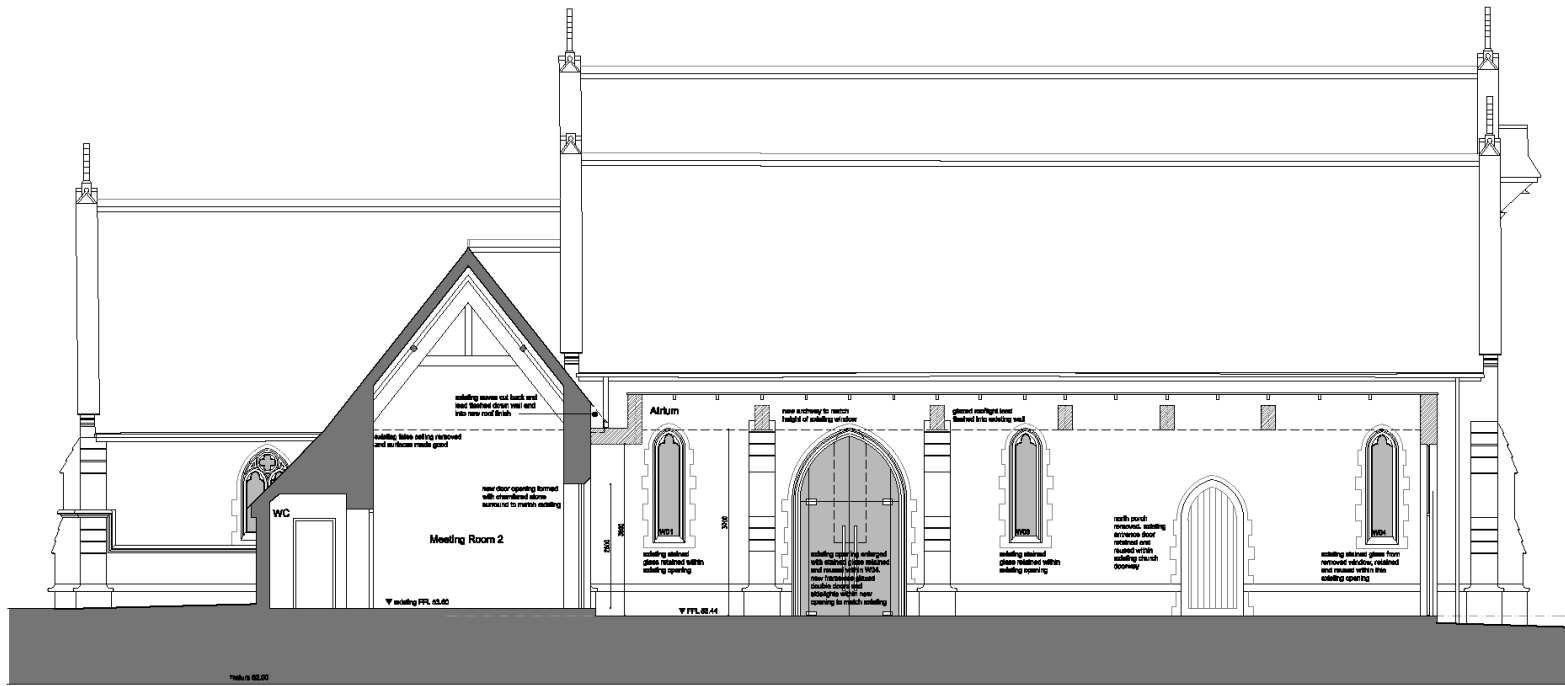 existing eaves cut back and
lead flashed down wall and
into new roof finish
existing false ceiling removed
and surfaces made good
new door opening formed
with chamfered stone
surround to match existing
WC
Meeting Room 2
existing FFL 53.60
Atrium
new archway to match
height of existing window
glazed rooflight lead
flashed into existing wall
W01
existing stained
glass retained within
existing opening
existing opening enlarged
with stained glass retained
and reused within W04.
new frameless glazed
double doors and
sidelights within new
opening to match existing
W03
existing stained
glass retained within
existing opening
north porch
removed. existing
entrance door
retained and
reused within
existing church
doorway
W04
existing stained glass from
removed window, retained
and reused within this
existing opening
2500
FFL